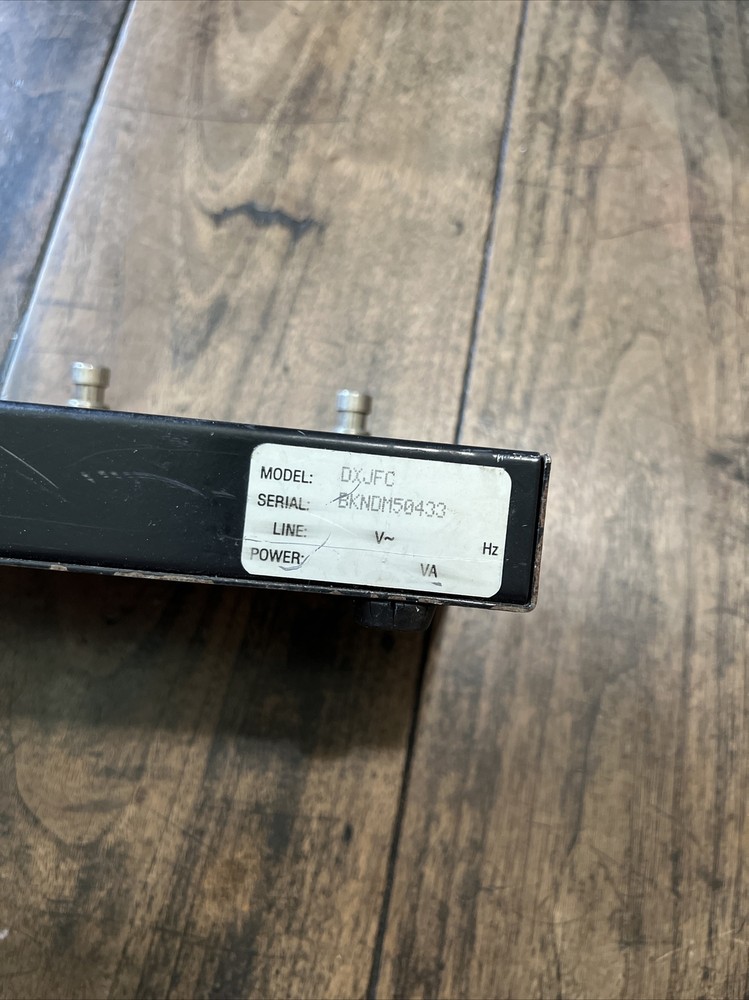 MODEL: DXJFC
SERIAL: BKNDM50433
LINE: V~ Hz
POWER: VA